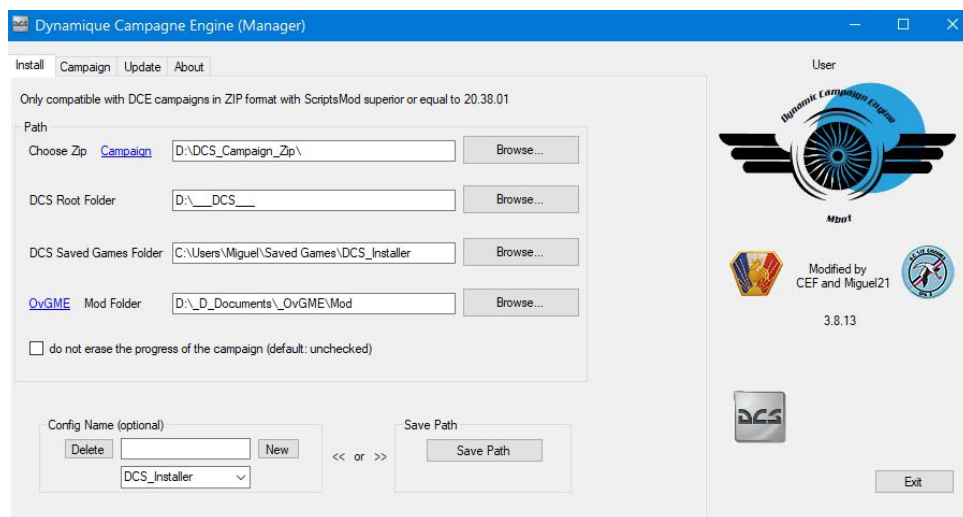 DCS Dynamique Campagne Engine (Manager)
Install Campaign Update About
User
Only compatible with DCE campaigns in ZIP format with ScriptsMod superior or equal to 20.38.01
Path
Choose Zip Campaign D:\DCS_Campaign_Zip\ Browse...
DCS Root Folder D:\___DCS___ Browse...
DCS Saved Games Folder C:\Users\Miguel\Saved Games\DCS_Installer Browse...
OvGME Mod Folder D:\_D_Documents\_OvGME\Mod Browse...
do not erase the progress of the campaign (default: unchecked)
Dynamic Campaign Engine
Mbot
Modified by
CEF and Miguel21
3.8.13
Config Name (optional)
Delete New
DCS_Installer
<< or >>
Save Path
Save Path
DCS
Exit